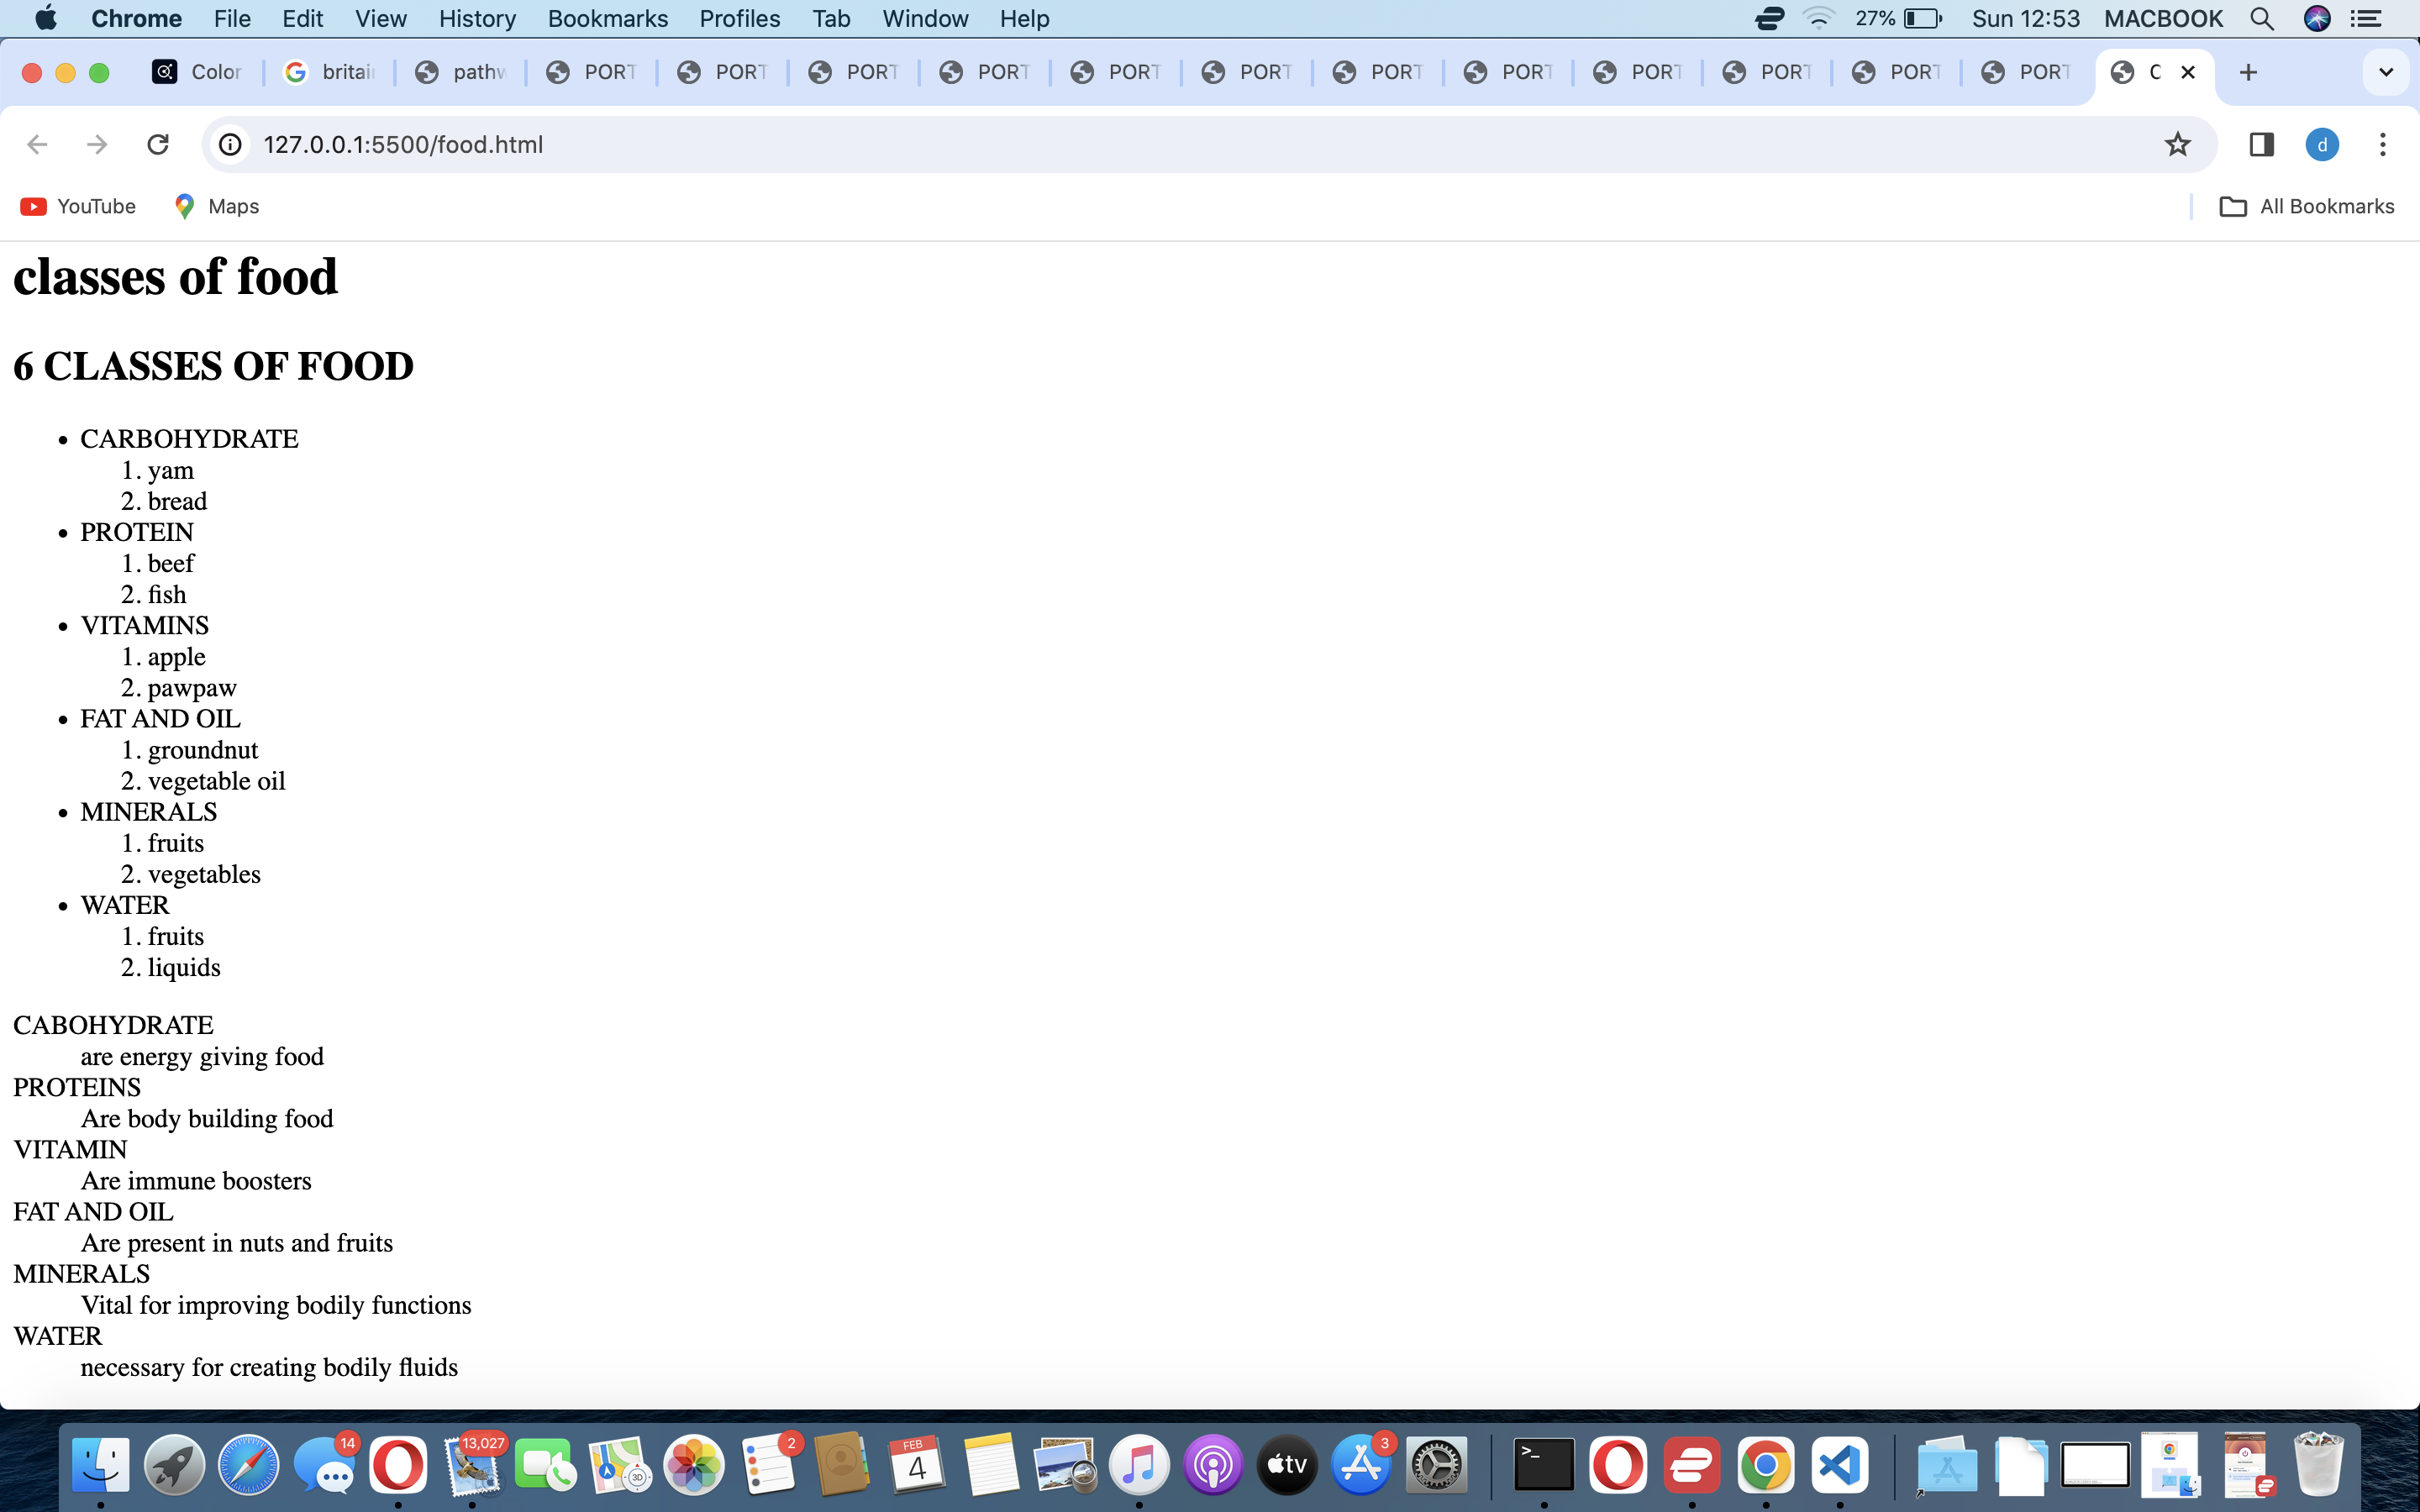 Chrome File Edit View History Bookmarks Profiles Tab Window Help 27% Sun 12:53 MACBOOK
Color britai pathw PORT PORT PORT PORT PORT PORT PORT PORT PORT PORT PORT PORT C
127.0.0.1:5500/food.html d
YouTube Maps All Bookmarks
classes of food
6 CLASSES OF FOOD
• CARBOHYDRATE
1. yam
2. bread
• PROTEIN
1. beef
2. fish
• VITAMINS
1. apple
2. pawpaw
• FAT AND OIL
1. groundnut
2. vegetable oil
• MINERALS
1. fruits
2. vegetables
• WATER
1. fruits
2. liquids
CABOHYDRATE
are energy giving food
PROTEINS
Are body building food
VITAMIN
Are immune boosters
FAT AND OIL
Are present in nuts and fruits
MINERALS
Vital for improving bodily functions
WATER
necessary for creating bodily fluids
14 13,027 3D 2 FEB 4 tv 3 >_